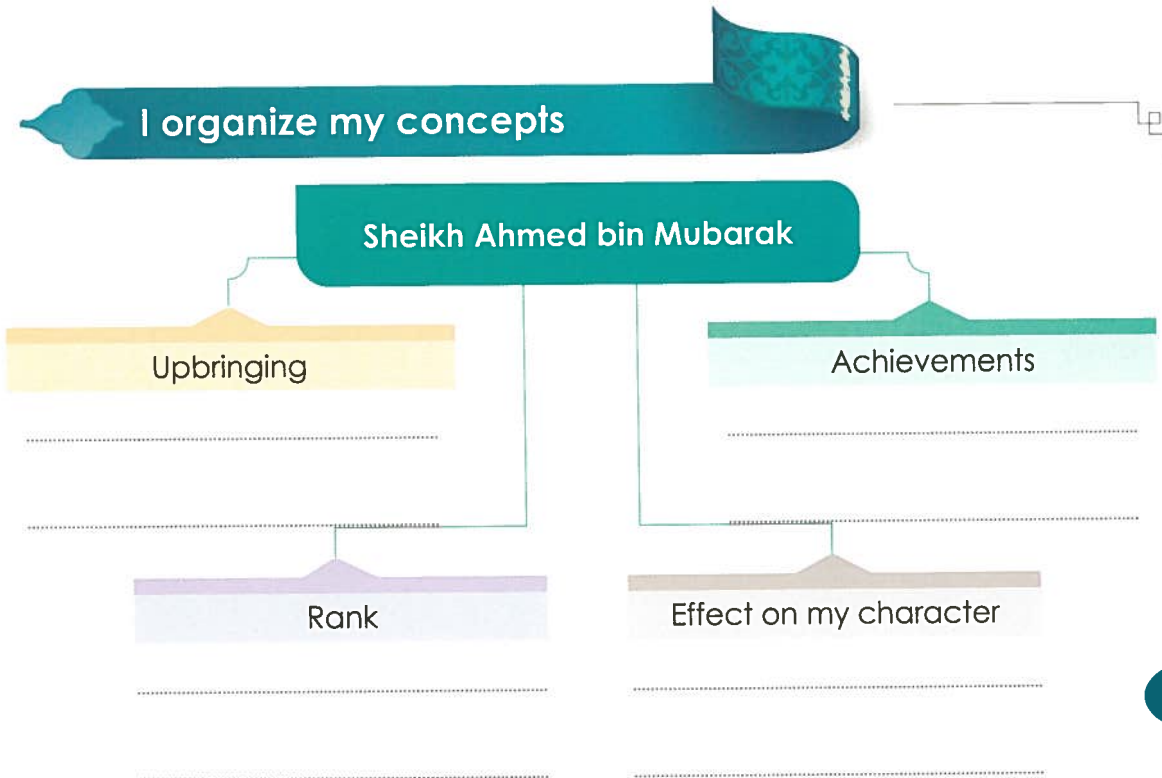 I organize my concepts
Sheikh Ahmed bin Mubarak
Upbringing
Achievements
Rank
Effect on my character